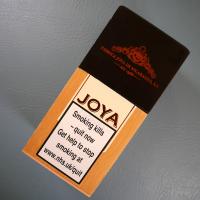 JOYA
Smoking kills
– quit now
Get help to stop
smoking at
www.nhs.uk/quit